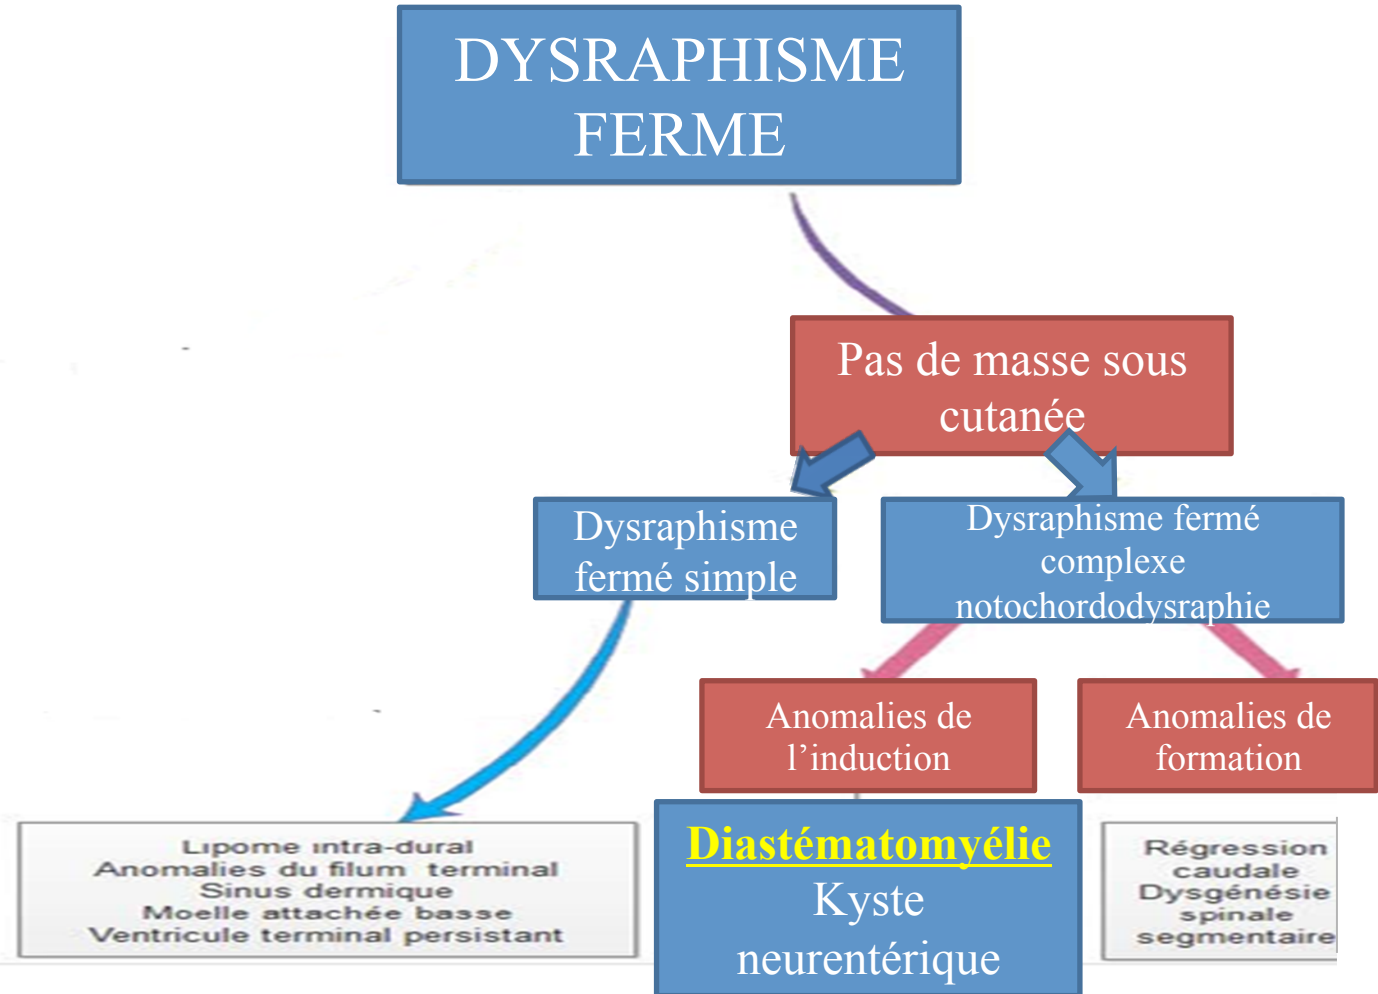 DYSRAPHISME
FERME
Pas de masse sous
cutanée
Dysraphisme
fermé simple
Dysraphisme fermé
complexe
notochordodysraphie
Anomalies de
l’induction
Anomalies de
formation
Lipome intra-dural
Anomalies du filum terminal
Sinus dermique
Moelle attachée basse
Ventricule terminal persistant
Diastématomyélie
Kyste
neurentérique
Régression
caudale
Dysgénésie
spinale
segmentaire